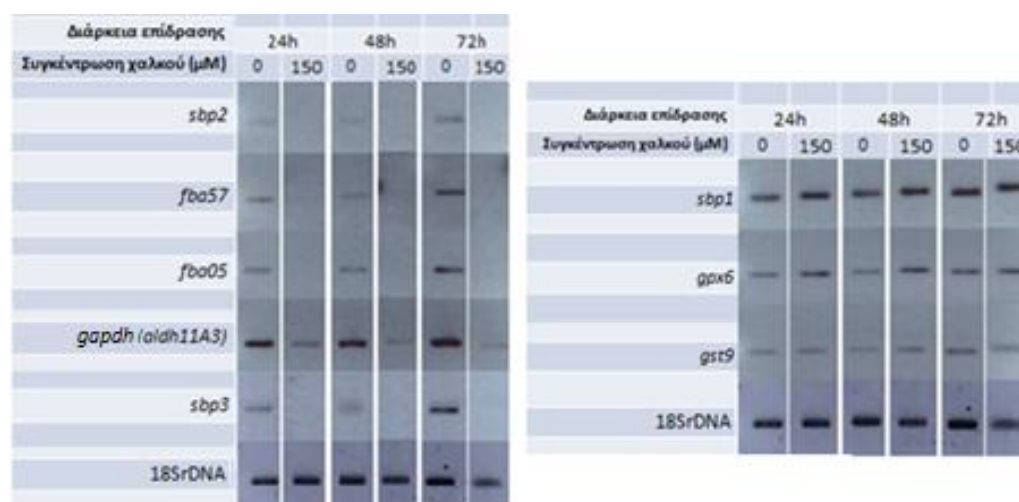 Διάρκεια επίδρασης 24h 48h 72h
Συγκέντρωση χαλκού (μM) 0 150 0 150 0 150
sbp2
fba57
fba05
gapdh (aldh11A3)
sbp3
18SrDNA
Διάρκεια επίδρασης 24h 48h 72h
Συγκέντρωση χαλκού (μM) 0 150 0 150 0 150
sbp1
gpx6
gst9
18SrDNA